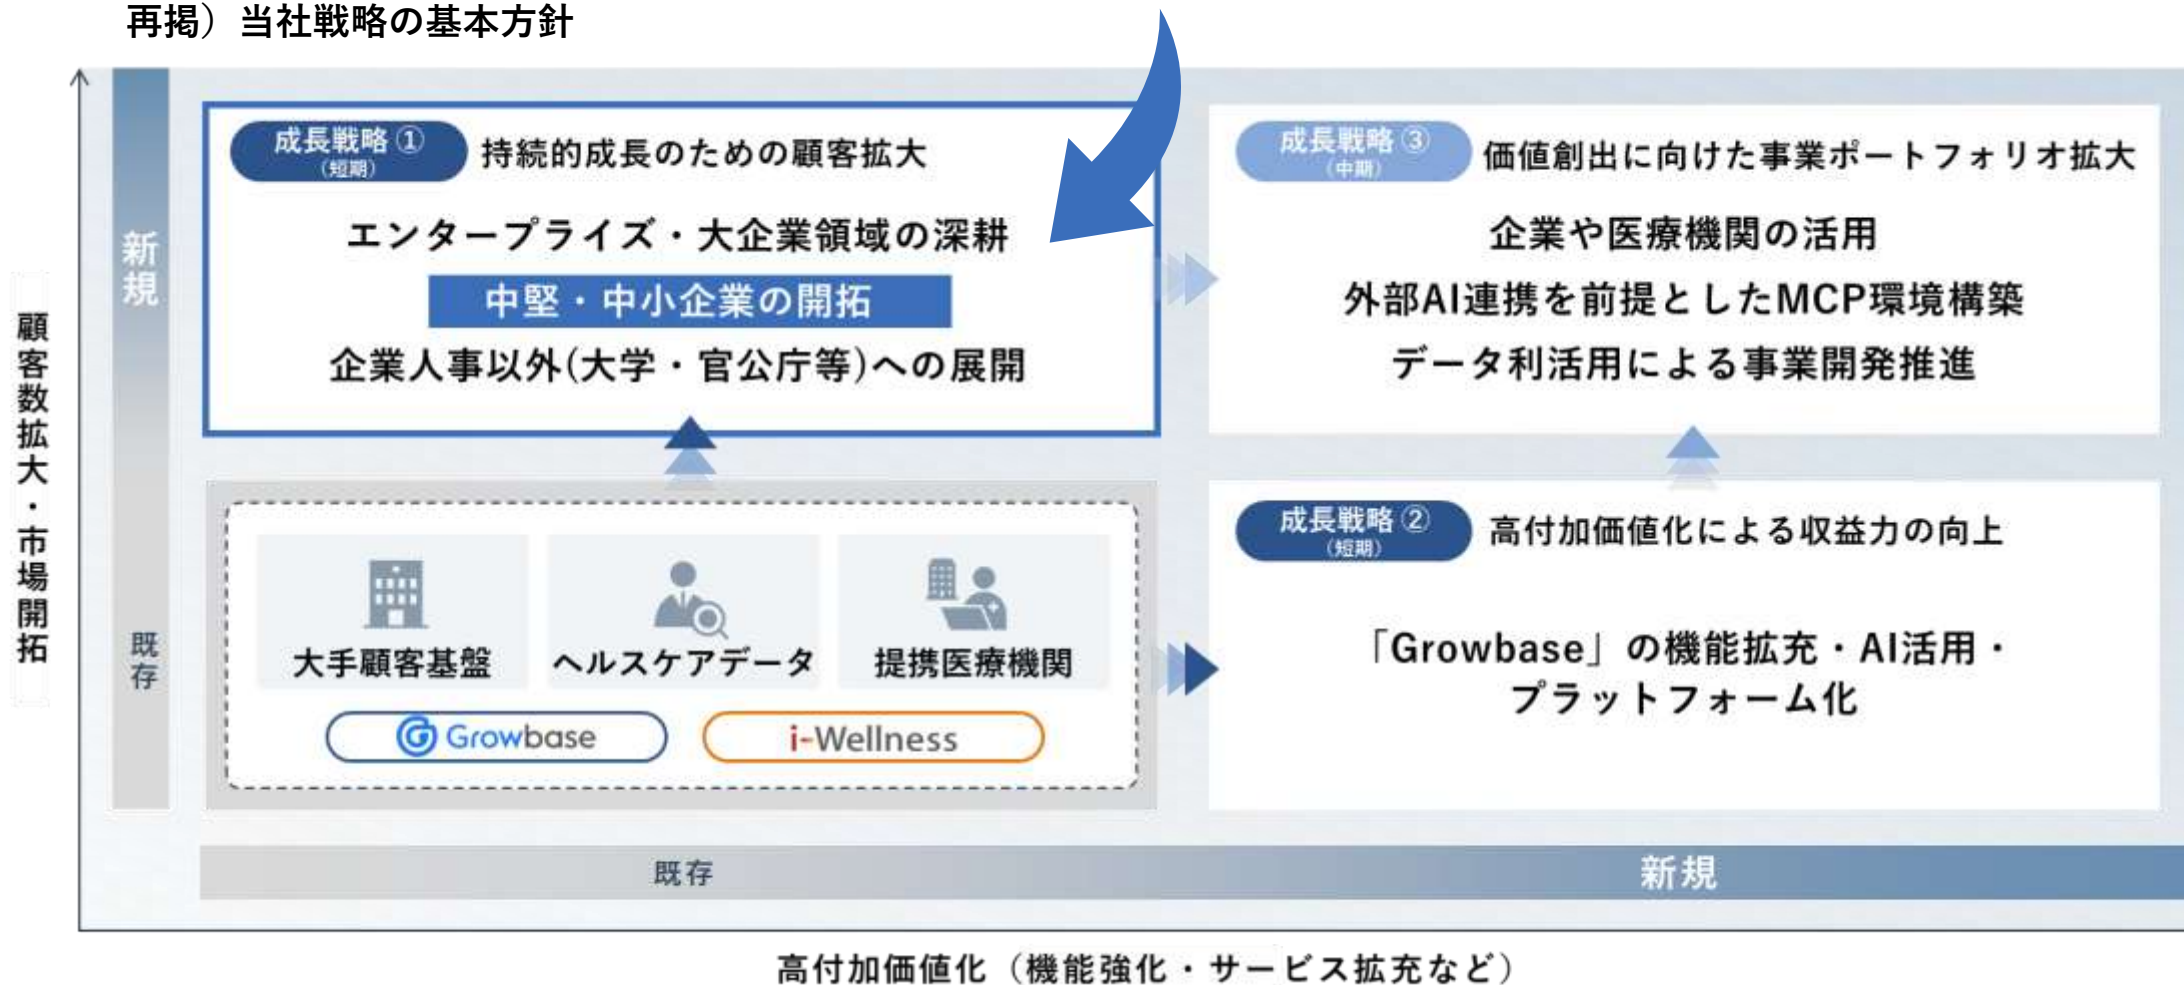 再掲）当社戦略の基本方針
顧客数拡大・市場開拓
新規
既存
成長戦略 ①
（短期）
持続的成長のための顧客拡大
エンタープライズ・大企業領域の深耕
中堅・中小企業の開拓
企業人事以外(大学・官公庁等)への展開
成長戦略 ③
（中期）
価値創出に向けた事業ポートフォリオ拡大
企業や医療機関の活用
外部AI連携を前提としたMCP環境構築
データ利活用による事業開発推進
大手顧客基盤
ヘルスケアデータ
提携医療機関
Growbase
i-Wellness
成長戦略 ②
（短期）
高付加価値化による収益力の向上
「Growbase」の機能拡充・AI活用・
プラットフォーム化
既存
新規
高付加価値化（機能強化・サービス拡充など）